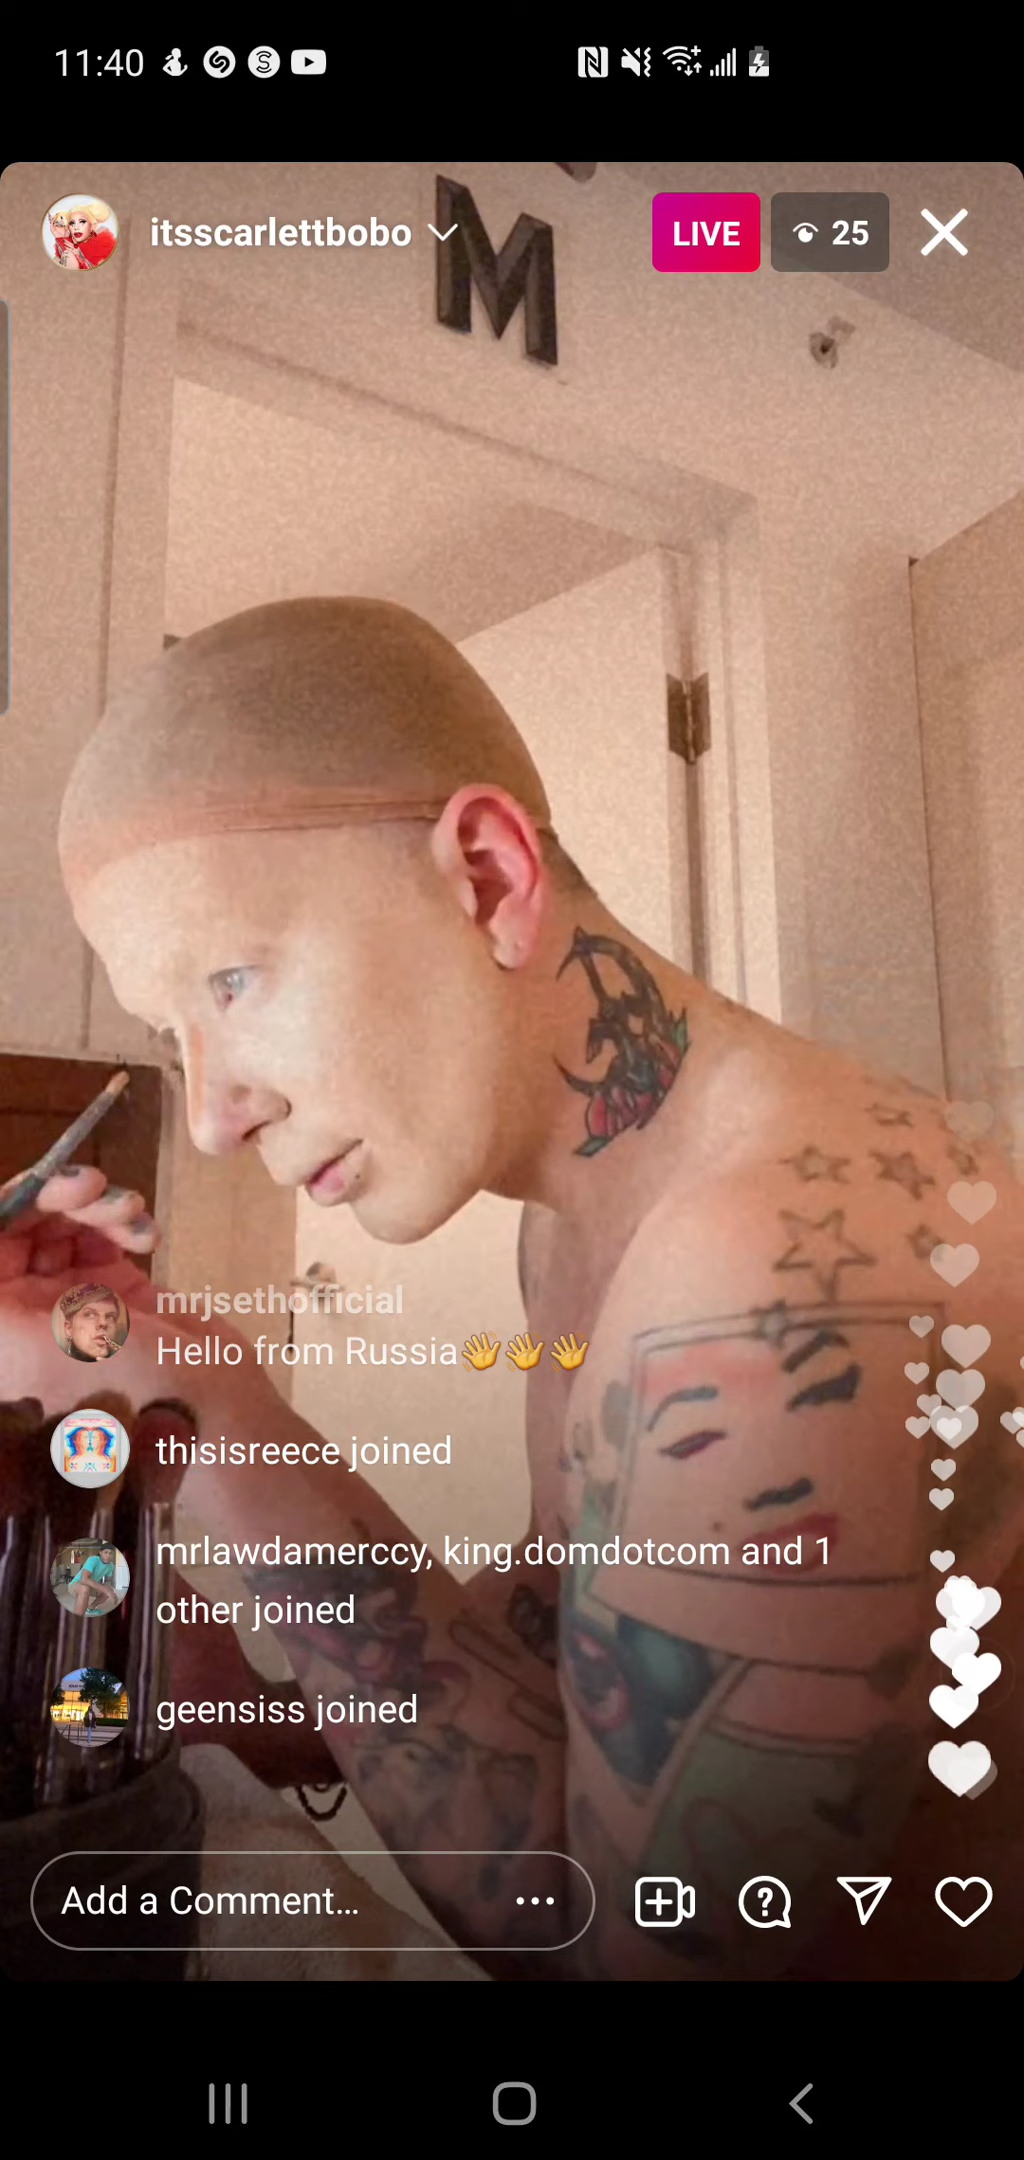 11:40
M
itsscarlettbobo
LIVE
25
mrjsethofficial
Hello from Russia👋👋👋
thisisreece joined
mrlawdamerccy, king.domdotcom and 1
other joined
geensiss joined
Add a Comment...